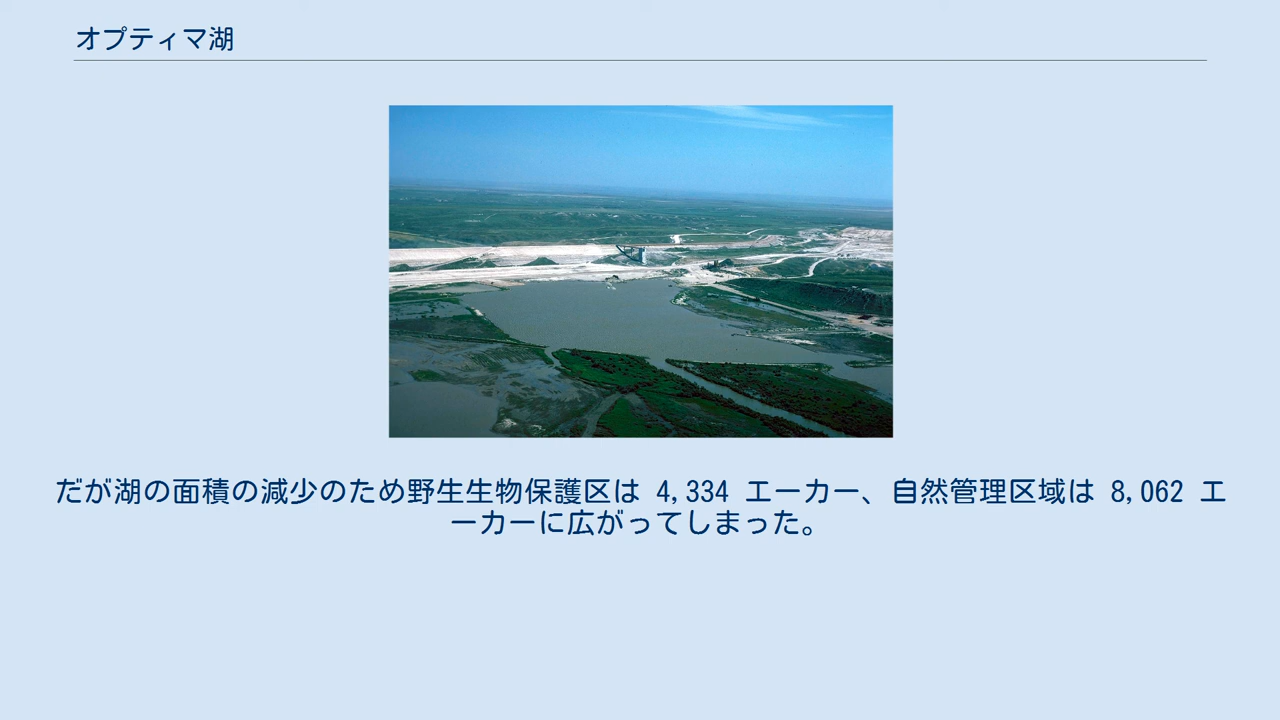 オプティマ湖
だが湖の面積の減少のため野生生物保護区は 4,334 エーカー、自然管理区域は 8,062 エ
ーカーに広がってしまった。